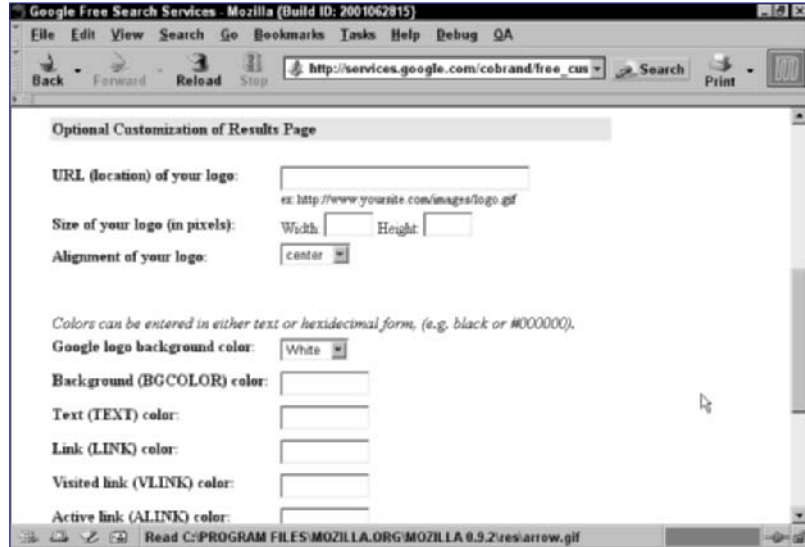 Google Free Search Services - Mozilla {Build ID: 2001062815}
File Edit View Search Go Bookmarks Tasks Help Debug QA
Back Forward Reload Stop http://services.google.com/cobrand/free_cus Search Print
Optional Customization of Results Page
URL (location) of your logo:
ex: http://www.yoursite.com/images/logo.gif
Size of your logo (in pixels): Width: Height:
Alignment of your logo: center
Colors can be entered in either text or hexidecimal form, (e.g. black or #000000).
Google logo background color: White
Background (BGCOLOR) color:
Text (TEXT) color:
Link (LINK) color:
Visited link (VLINK) color:
Active link (ALINK) color:
Read C:\PROGRAM FILES\MOZILLA.ORG\MOZILLA 0.9.2\res\arrow.gif